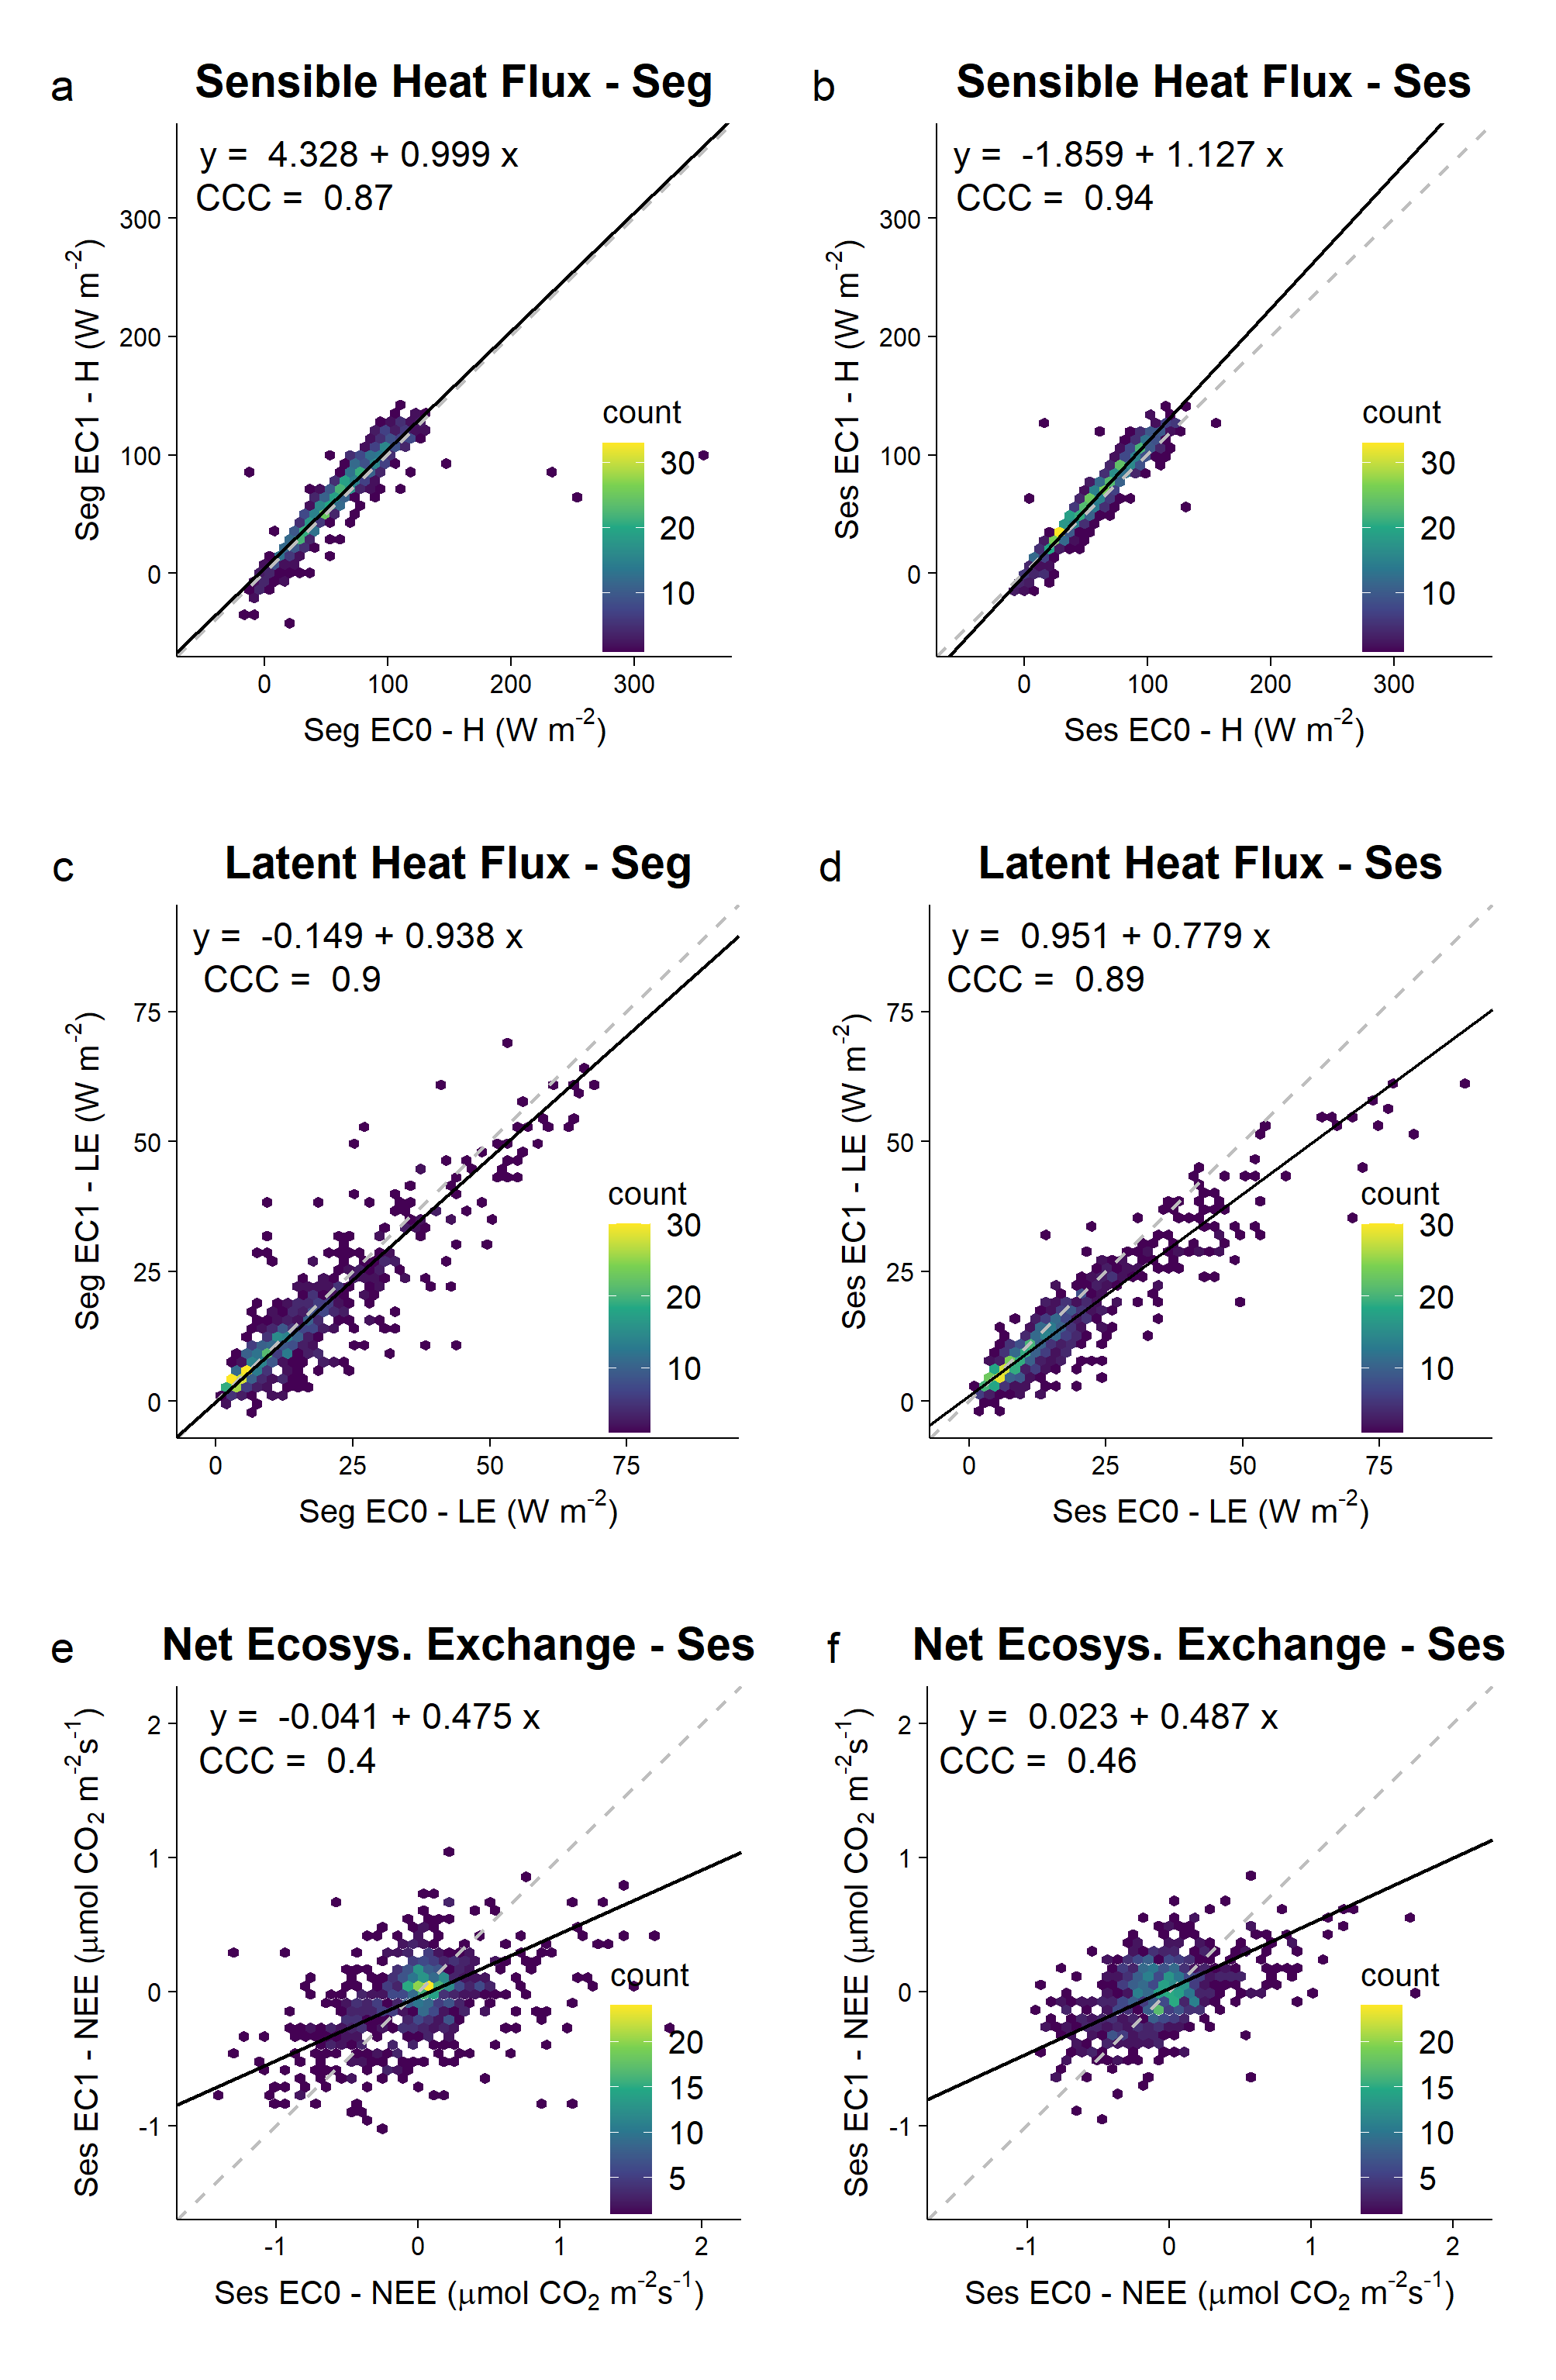 a
Sensible Heat Flux - Seg
y = 4.328 + 0.999 x
CCC = 0.87
Seg EC1 - H (W m-2)
300
200
100
0
0 100 200 300
Seg EC0 - H (W m-2)
count
30
20
10
b
Sensible Heat Flux - Ses
y = -1.859 + 1.127 x
CCC = 0.94
Ses EC1 - H (W m-2)
300
200
100
0
0 100 200 300
Ses EC0 - H (W m-2)
count
30
20
10
c
Latent Heat Flux - Seg
y = -0.149 + 0.938 x
CCC = 0.9
Seg EC1 - LE (W m-2)
75
50
25
0
0 25 50 75
Seg EC0 - LE (W m-2)
count
30
20
10
d
Latent Heat Flux - Ses
y = 0.951 + 0.779 x
CCC = 0.89
Ses EC1 - LE (W m-2)
75
50
25
0
0 25 50 75
Ses EC0 - LE (W m-2)
count
30
20
10
e
Net Ecosys. Exchange - Ses
y = -0.041 + 0.475 x
CCC = 0.4
Ses EC1 - NEE (μmol CO2 m-2s-1)
2
1
0
-1
-1 0 1 2
Ses EC0 - NEE (μmol CO2 m-2s-1)
count
20
15
10
5
f
Net Ecosys. Exchange - Ses
y = 0.023 + 0.487 x
CCC = 0.46
Ses EC1 - NEE (μmol CO2 m-2s-1)
2
1
0
-1
-1 0 1 2
Ses EC0 - NEE (μmol CO2 m-2s-1)
count
20
15
10
5